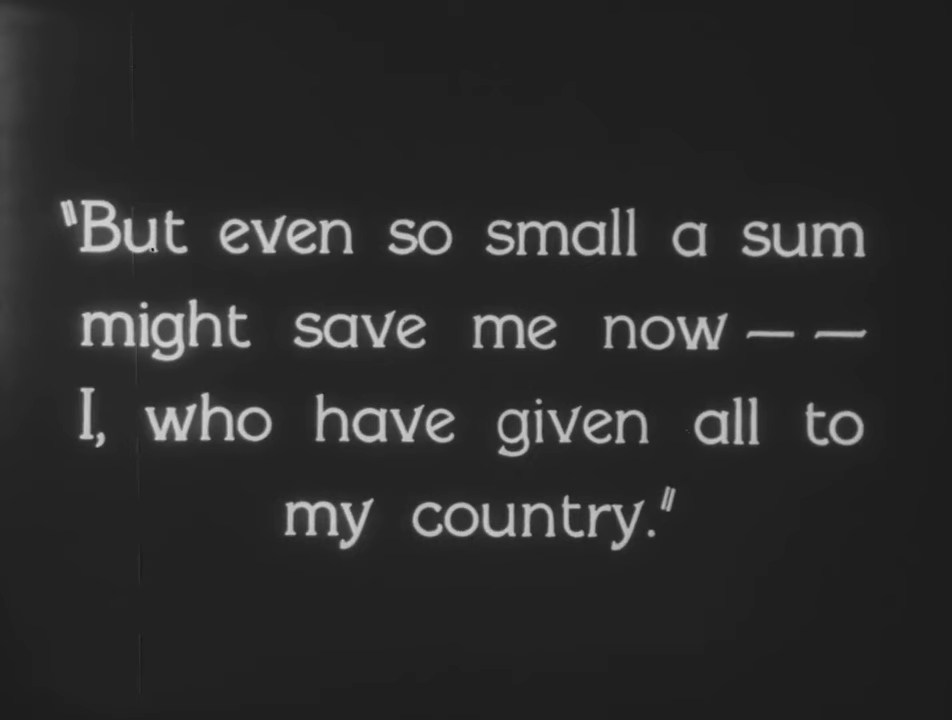 "But even so small a sum
might save me now — —
I, who have given all to
my country."